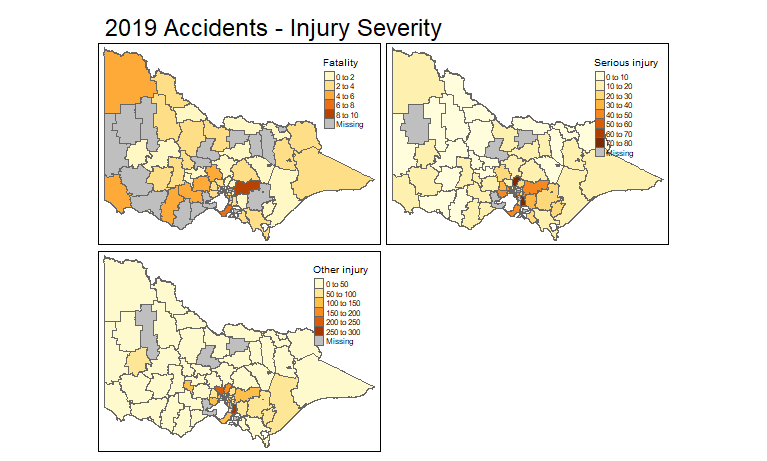 2019 Accidents - Injury Severity
Fatality
0 to 2
2 to 4
4 to 6
6 to 8
8 to 10
Missing
Serious injury
0 to 10
10 to 20
20 to 30
30 to 40
40 to 50
50 to 60
60 to 70
70 to 80
Missing
Other injury
0 to 50
50 to 100
100 to 150
150 to 200
200 to 250
250 to 300
Missing